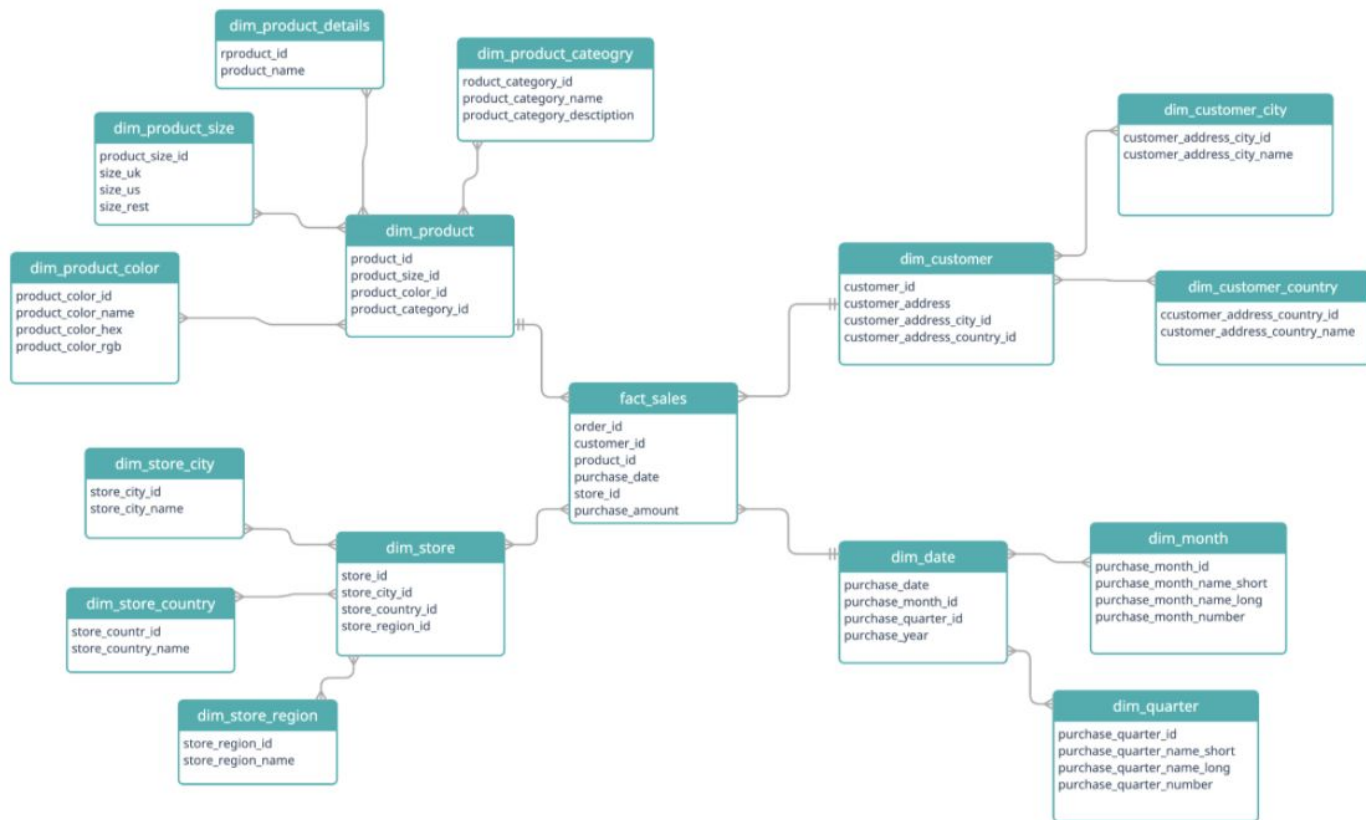 dim_product_details
rproduct_id
product_name
dim_product_cateogry
roduct_category_id
product_category_name
product_category_desctiption
dim_product_size
product_size_id
size_uk
size_us
size_rest
dim_product_color
product_color_id
product_color_name
product_color_hex
product_color_rgb
dim_product
product_id
product_size_id
product_color_id
product_category_id
dim_customer_city
customer_address_city_id
customer_address_city_name
dim_customer
customer_id
customer_address
customer_address_city_id
customer_address_country_id
dim_customer_country
ccustomer_address_country_id
customer_address_country_name
fact_sales
order_id
customer_id
product_id
purchase_date
store_id
purchase_amount
dim_store_city
store_city_id
store_city_name
dim_store
store_id
store_city_id
store_country_id
store_region_id
dim_store_country
store_countr_id
store_country_name
dim_store_region
store_region_id
store_region_name
dim_date
purchase_date
purchase_month_id
purchase_quarter_id
purchase_year
dim_month
purchase_month_id
purchase_month_name_short
purchase_month_name_long
purchase_month_number
dim_quarter
purchase_quarter_id
purchase_quarter_name_short
purchase_quarter_name_long
purchase_quarter_number